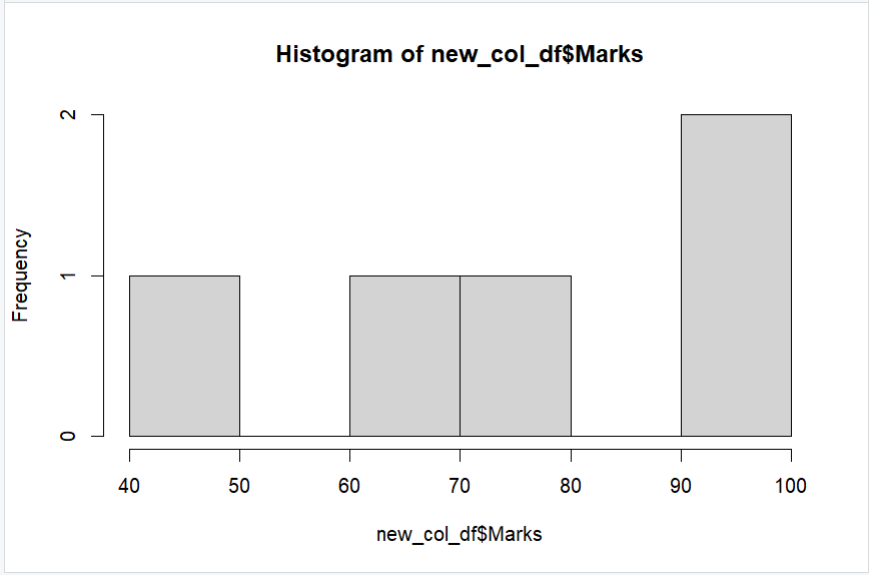 Histogram of new_col_df$Marks
Frequency
2
1
0
40 50 60 70 80 90 100
new_col_df$Marks